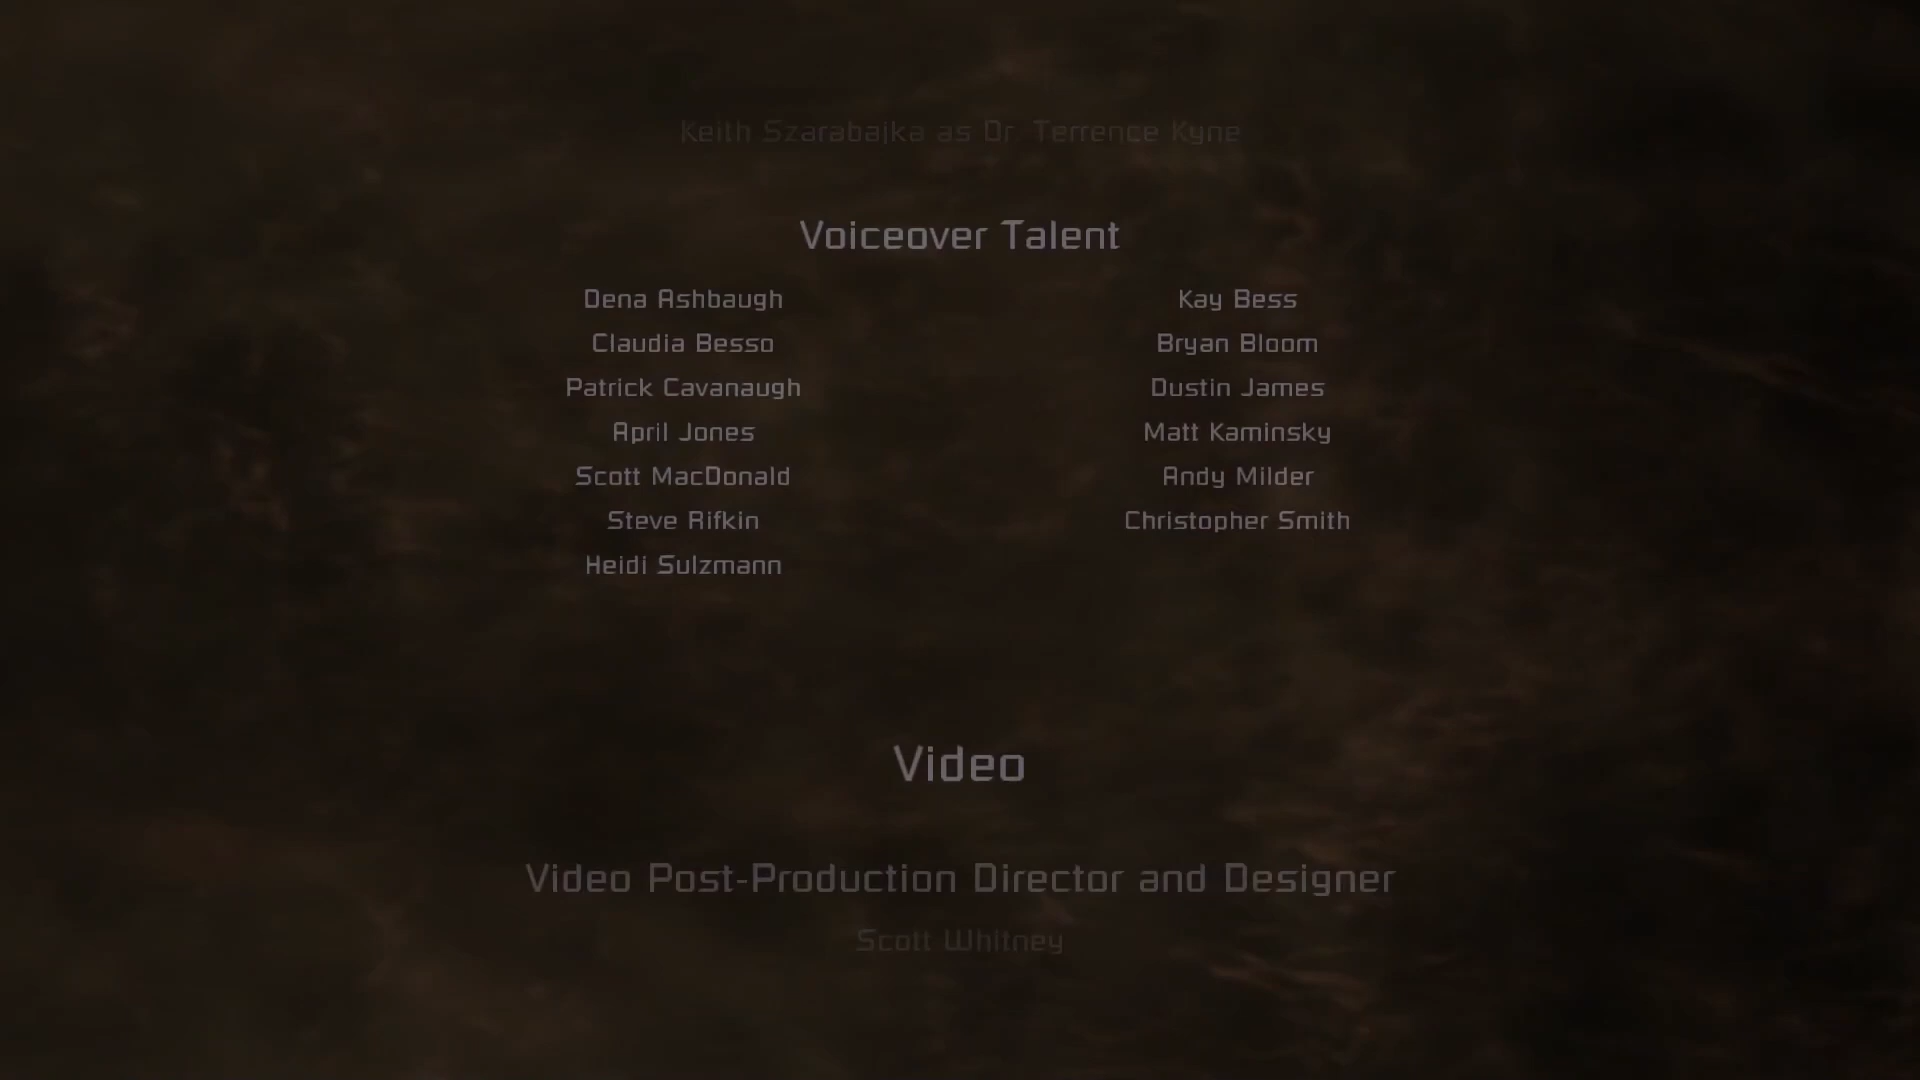 Keith Szarabajka as Dr. Terrence Kyne
Voiceover Talent
Dena Ashbaugh
Kay Bess
Claudia Besso
Bryan Bloom
Patrick Cavanaugh
Dustin James
April Jones
Matt Kaminsky
Scott MacDonald
Andy Milder
Steve Rifkin
Christopher Smith
Heidi Sulzmann
Video
Video Post-Production Director and Designer
Scott Whitney